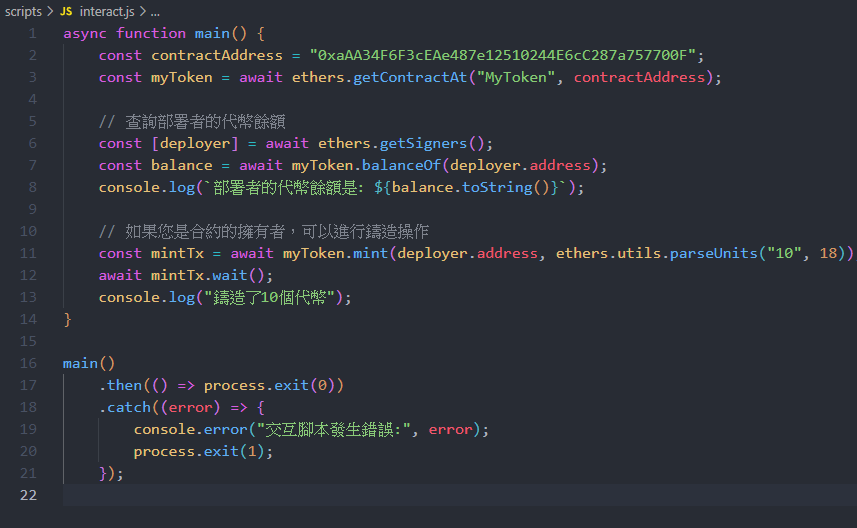 scripts > JS interact.js > ...
1 async function main() {
2 const contractAddress = "0xaAA34F6F3cEAe487e12510244E6cC287a757700F";
3 const myToken = await ethers.getContractAt("MyToken", contractAddress);
4
5 // 查詢部署者的代幣餘額
6 const [deployer] = await ethers.getSigners();
7 const balance = await myToken.balanceOf(deployer.address);
8 console.log(`部署者的代幣餘額是: ${balance.toString()}`);
9
10 // 如果您是合約的擁有者，可以進行鑄造操作
11 const mintTx = await myToken.mint(deployer.address, ethers.utils.parseUnits("10", 18))
12 await mintTx.wait();
13 console.log("鑄造了10個代幣");
14 }
15
16 main()
17 .then(() => process.exit(0))
18 .catch((error) => {
19 console.error("交互腳本發生錯誤:", error);
20 process.exit(1);
21 });
22